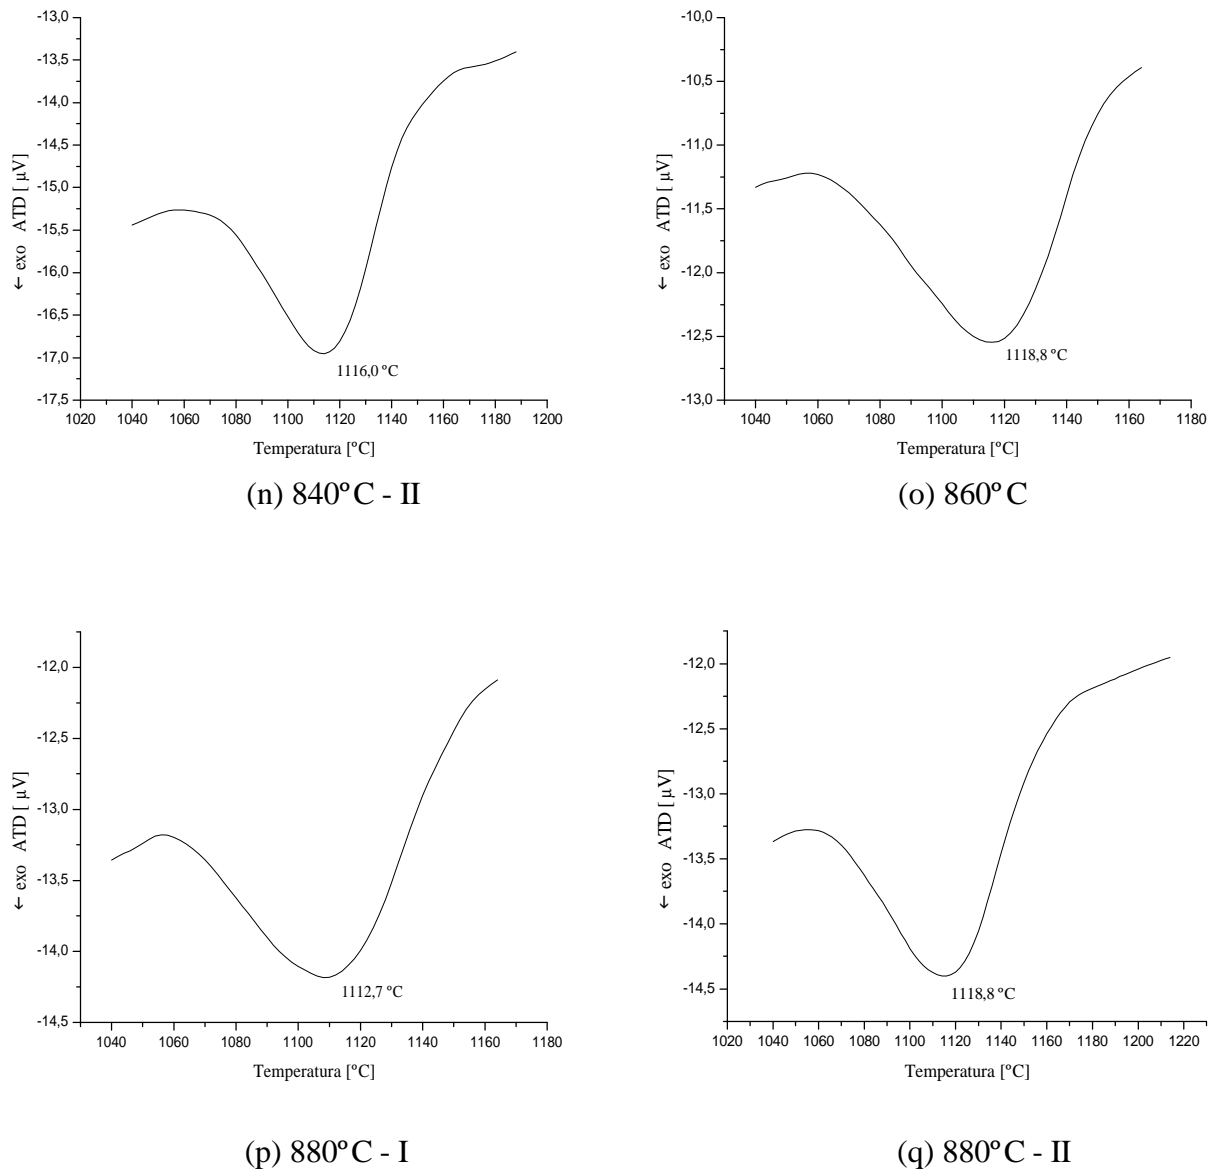 -13,0
-13,5
-14,0
-14,5
-15,0
-15,5
-16,0
-16,5
-17,0
-17,5
← exo ATD [ µV]
1116,0 ºC
1020 1040 1060 1080 1100 1120 1140 1160 1180 1200
Temperatura [ºC]
(n) 840ºC - II
-10,0
-10,5
-11,0
-11,5
-12,0
-12,5
-13,0
← exo ATD [ µV]
1118,8 ºC
1040 1060 1080 1100 1120 1140 1160 1180
Temperatura [ºC]
(o) 860ºC
-12,0
-12,5
-13,0
-13,5
-14,0
-14,5
← exo ATD [ µV]
1112,7 ºC
1040 1060 1080 1100 1120 1140 1160 1180
Temperatura [ºC]
(p) 880ºC - I
-12,0
-12,5
-13,0
-13,5
-14,0
-14,5
← exo ATD [ µV]
1118,8 ºC
1020 1040 1060 1080 1100 1120 1140 1160 1180 1200 1220
Temperatura [ºC]
(q) 880ºC - II